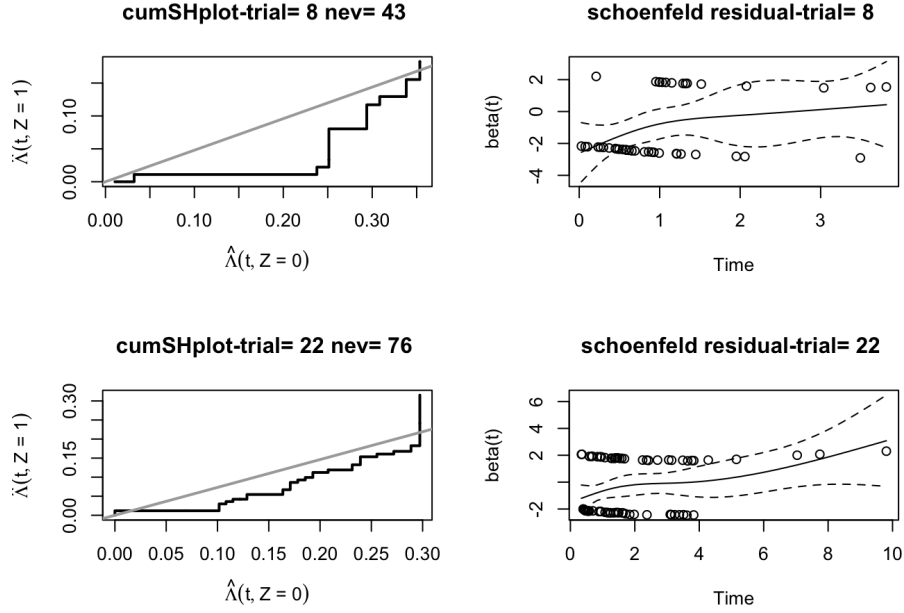 cumSHplot-trial= 8 nev= 43
Λ̂(t, Z = 1)
0.00 0.10
0.00 0.10 0.20 0.30
Λ̂(t, Z = 0)
schoenfeld residual-trial= 8
beta(t)
-4 -2 0 2
0 1 2 3
Time
cumSHplot-trial= 22 nev= 76
Λ̂(t, Z = 1)
0.00 0.15 0.30
0.00 0.05 0.10 0.15 0.20 0.25 0.30
Λ̂(t, Z = 0)
schoenfeld residual-trial= 22
beta(t)
-2 2 4 6
0 2 4 6 8 10
Time